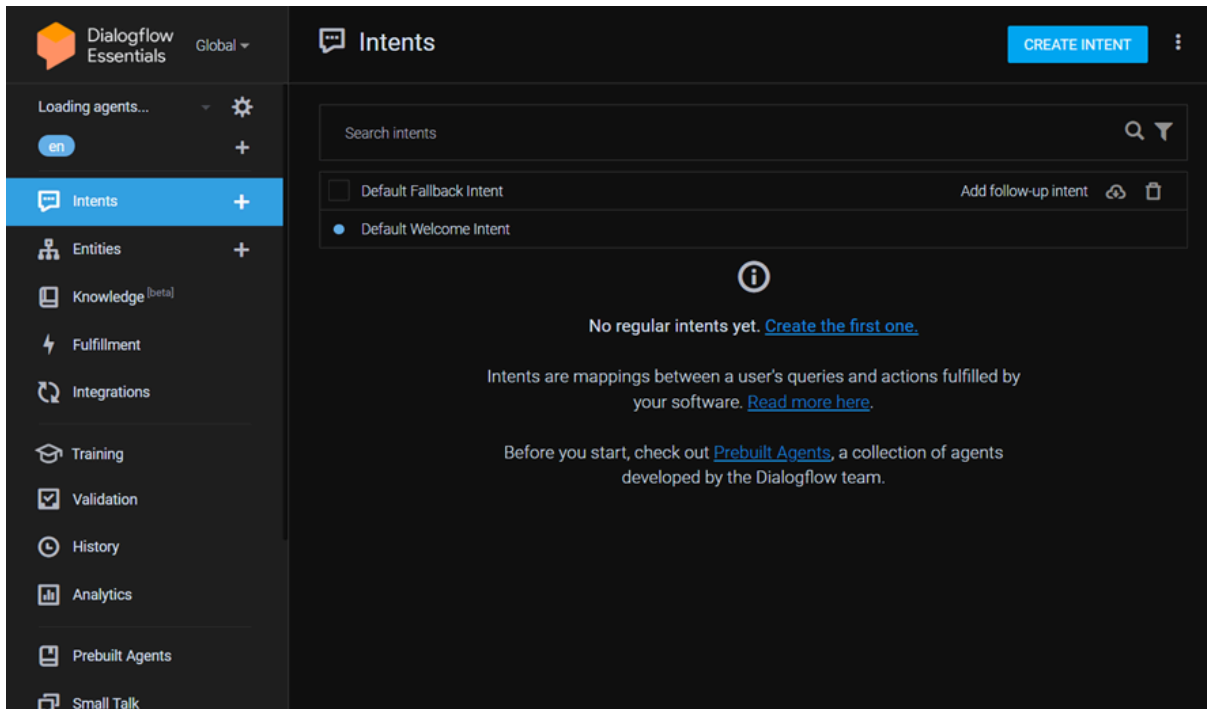 Dialogflow
Essentials
Global
Intents
CREATE INTENT
Loading agents...
en
Intents
Entities
Knowledge [beta]
Fulfillment
Integrations
Training
Validation
History
Analytics
Prebuilt Agents
Small Talk
Search intents
Default Fallback Intent
Add follow-up intent
Default Welcome Intent
No regular intents yet. Create the first one.
Intents are mappings between a user's queries and actions fulfilled by
your software. Read more here.
Before you start, check out Prebuilt Agents, a collection of agents
developed by the Dialogflow team.